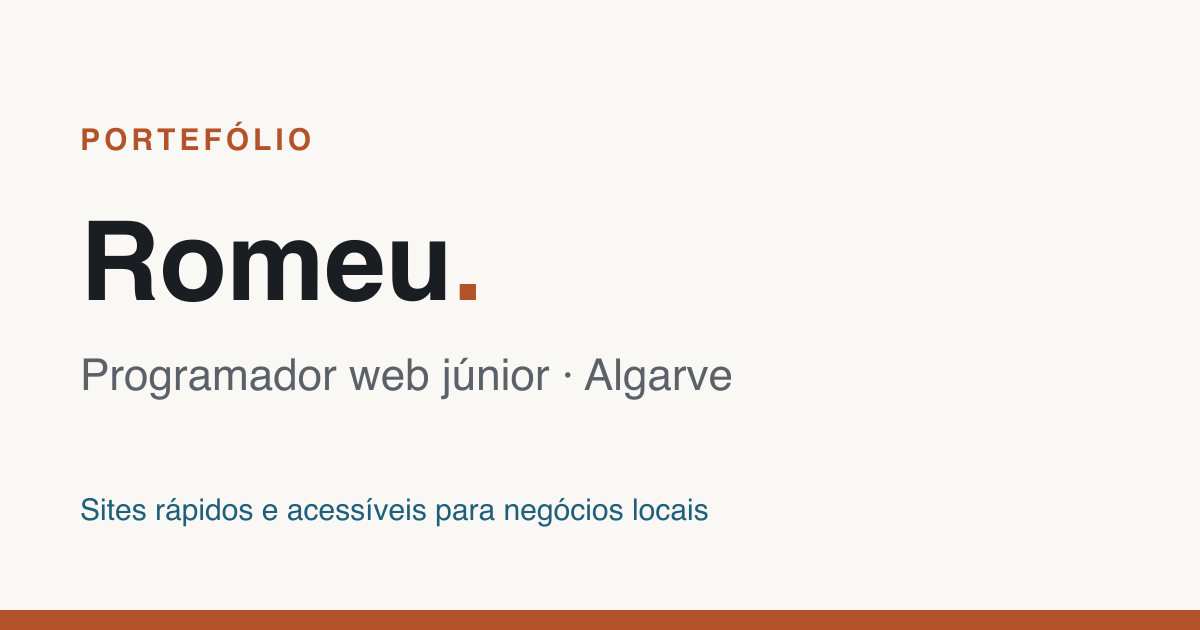 PORTEFÓLIO
Romeu.
Programador web júnior · Algarve
Sites rápidos e acessíveis para negócios locais